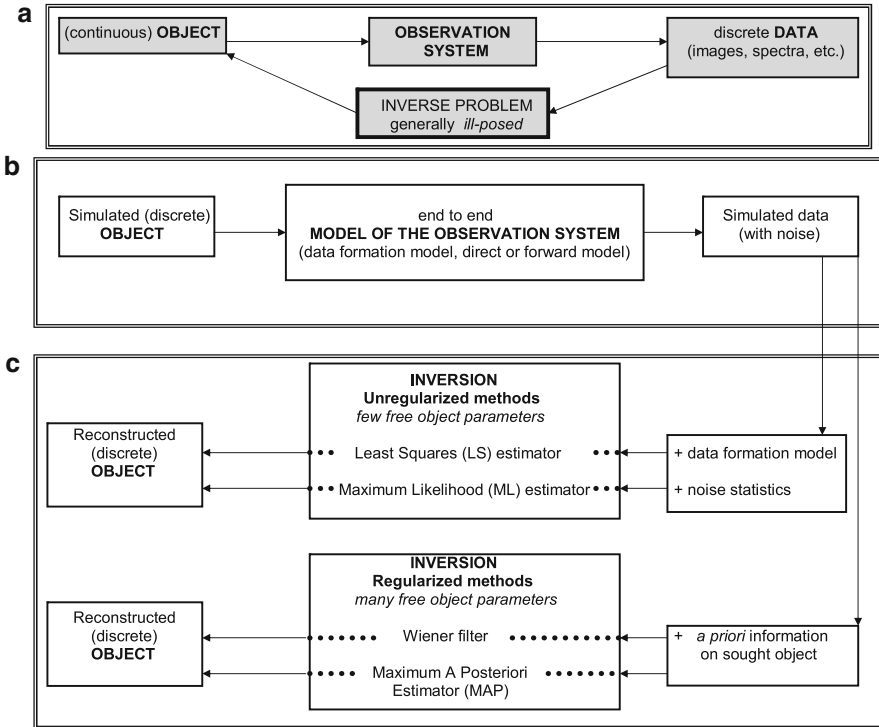 a
(continuous) OBJECT
OBSERVATION
SYSTEM
discrete DATA
(images, spectra, etc.)
INVERSE PROBLEM
generally ill-posed
b
Simulated (discrete)
OBJECT
end to end
MODEL OF THE OBSERVATION SYSTEM
(data formation model, direct or forward model)
Simulated data
(with noise)
c
INVERSION
Unregularized methods
few free object parameters
Reconstructed
(discrete)
OBJECT
Least Squares (LS) estimator
+ data formation model
Maximum Likelihood (ML) estimator
+ noise statistics
INVERSION
Regularized methods
many free object parameters
Reconstructed
(discrete)
OBJECT
Wiener filter
+ a priori information
on sought object
Maximum A Posteriori
Estimator (MAP)